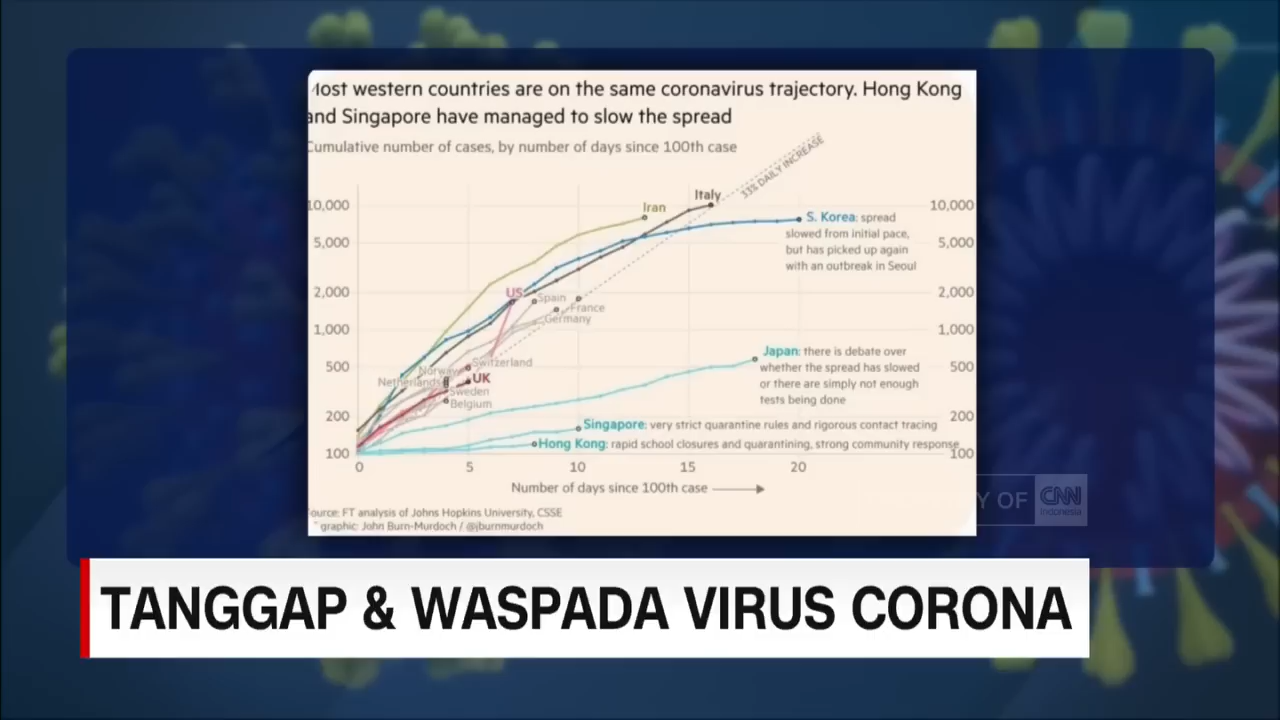 ost western countries are on the same coronavirus trajectory. Hong Kong
and Singapore have managed to slow the spread
Cumulative number of cases, by number of days since 100th case
33% DAILY INCREASE
Italy
Iran
10,000
10,000
S. Korea: spread
slowed from initial pace,
but has picked up again
with an outbreak in Seoul
5,000
5,000
US
Spain
2,000
2,000
France
Germany
1,000
1,000
Japan: there is debate over
whether the spread has slowed
or there are simply not enough
tests being done
Switzerland
500
500
Norway
Netherlands
UK
Sweden
Belgium
200
200
Singapore: very strict quarantine rules and rigorous contact tracing
Hong Kong: rapid school closures and quarantining, strong community response
100
100
0 5 10 15 20
Number of days since 100th case
ource: FT analysis of Johns Hopkins University, CSSE
graphic: John Burn-Murdoch / @jburnmurdoch
Y OF CNN
Indonesia
TANGGAP & WASPADA VIRUS CORONA